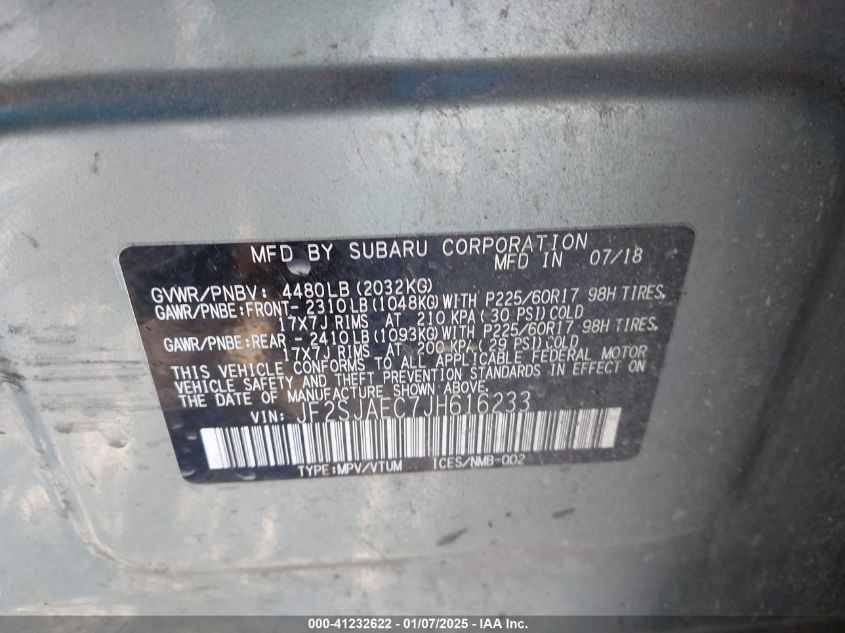 MFD BY SUBARU CORPORATION
MFD IN 07/18
GVWR/PNBV: 4480LB(2032KG)
GAWR/PNBE:FRONT- 2310LB(1048KG)WITH P225/60R17 98H TIRES,
17X7J RIMS AT 210 KPA( 30 PSI)COLD
GAWR/PNBE:REAR - 2410LB(1093KG)WITH P225/60R17 98H TIRES,
17X7J RIMS AT 200 KPA (29 PSI)COLD
THIS VEHICLE CONFORMS TO ALL APPLICABLE FEDERAL MOTOR
VEHICLE SAFETY AND THEFT PREVENTION STANDARDS IN EFFECT ON
THE DATE OF MANUFACTURE SHOWN ABOVE.
VIN: JF2SJAEC7JH616233
TYPE:MPV/VTUM ICES/NMB-002
000-41232622 - 01/07/2025 - © IAA Inc.